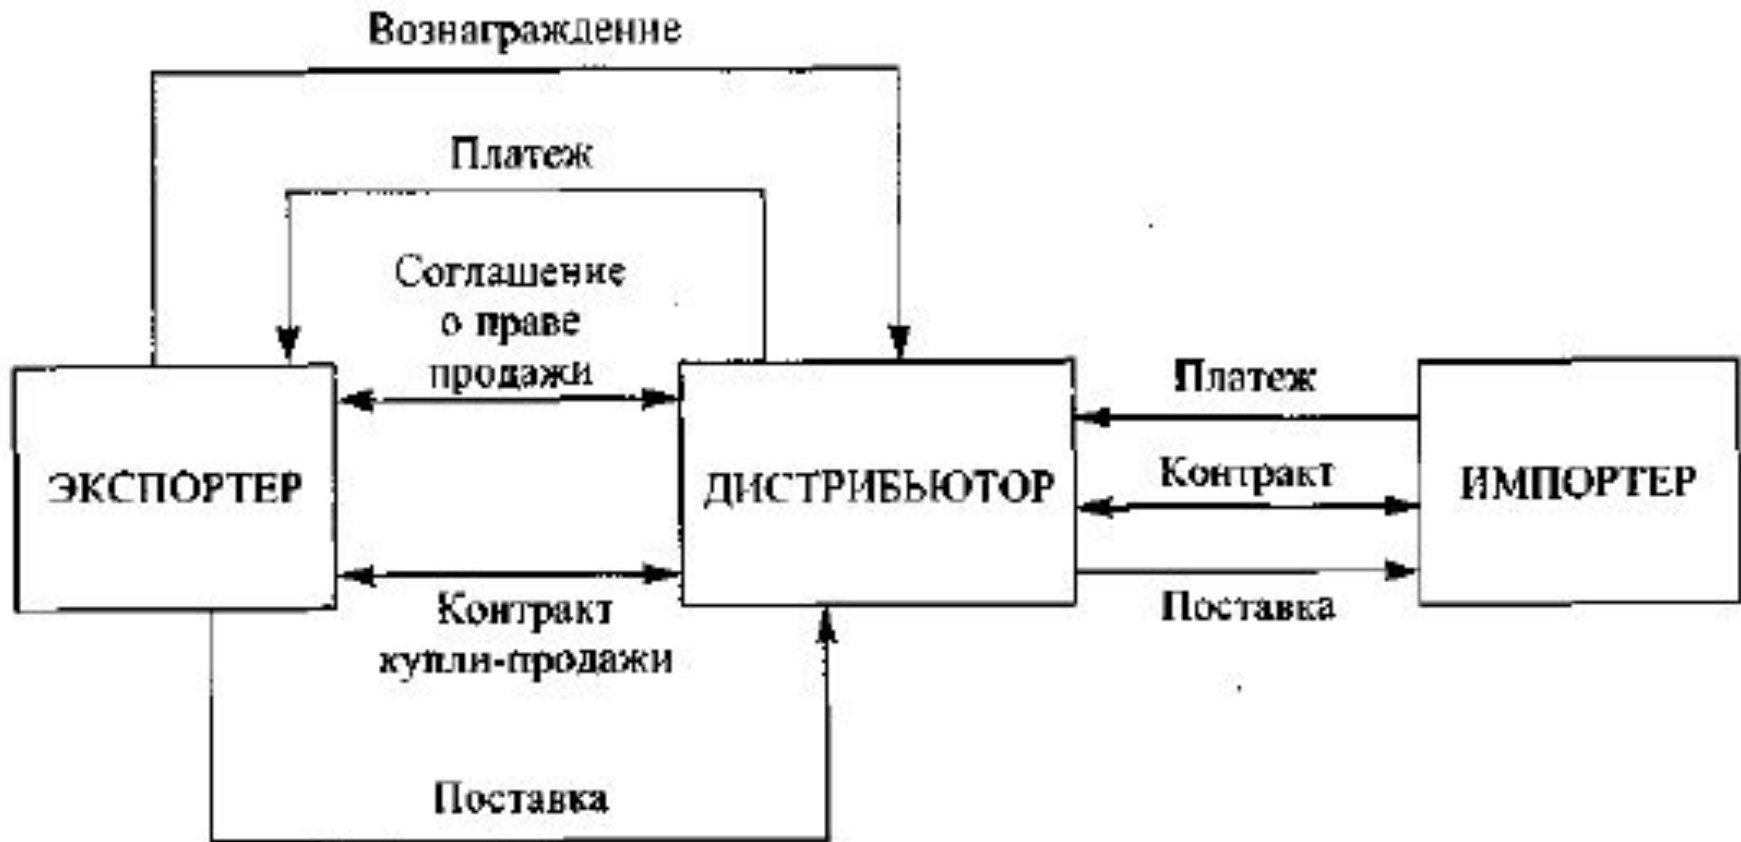 Вознаграждение
Платеж
Соглашение
о праве
продажи
Платеж
ЭКСПОРТЕР
ДИСТРИБЬЮТОР
Контракт
ИМПОРТЕР
Контракт
купли-продажи
Поставка
Поставка